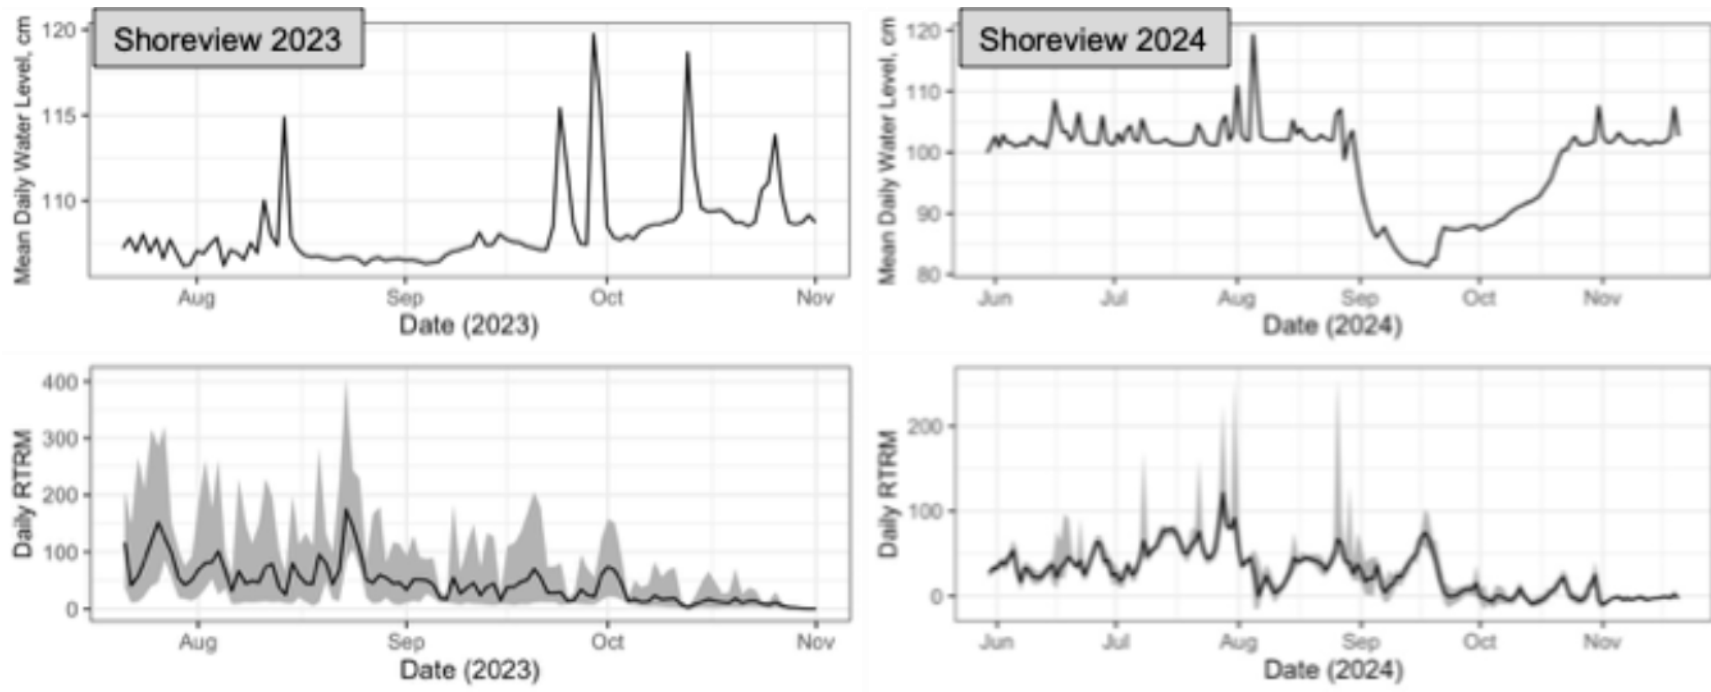 Shoreview 2023
Mean Daily Water Level, cm
120
115
110
Aug Sep Oct Nov
Date (2023)
Shoreview 2024
Mean Daily Water Level, cm
120
110
100
90
80
Jun Jul Aug Sep Oct Nov
Date (2024)
Daily RTRM
400
300
200
100
0
Aug Sep Oct Nov
Date (2023)
Daily RTRM
200
100
0
Jun Jul Aug Sep Oct Nov
Date (2024)